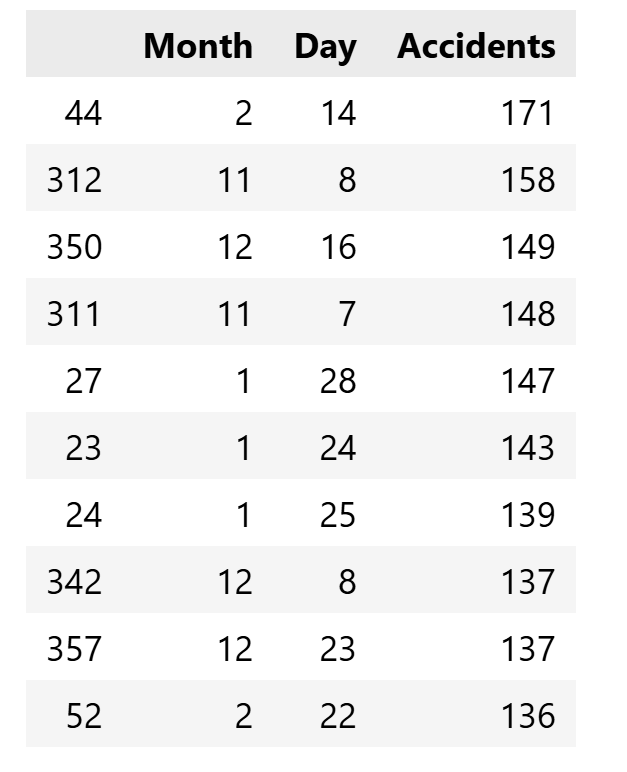 Month Day Accidents
44 2 14 171
312 11 8 158
350 12 16 149
311 11 7 148
27 1 28 147
23 1 24 143
24 1 25 139
342 12 8 137
357 12 23 137
52 2 22 136